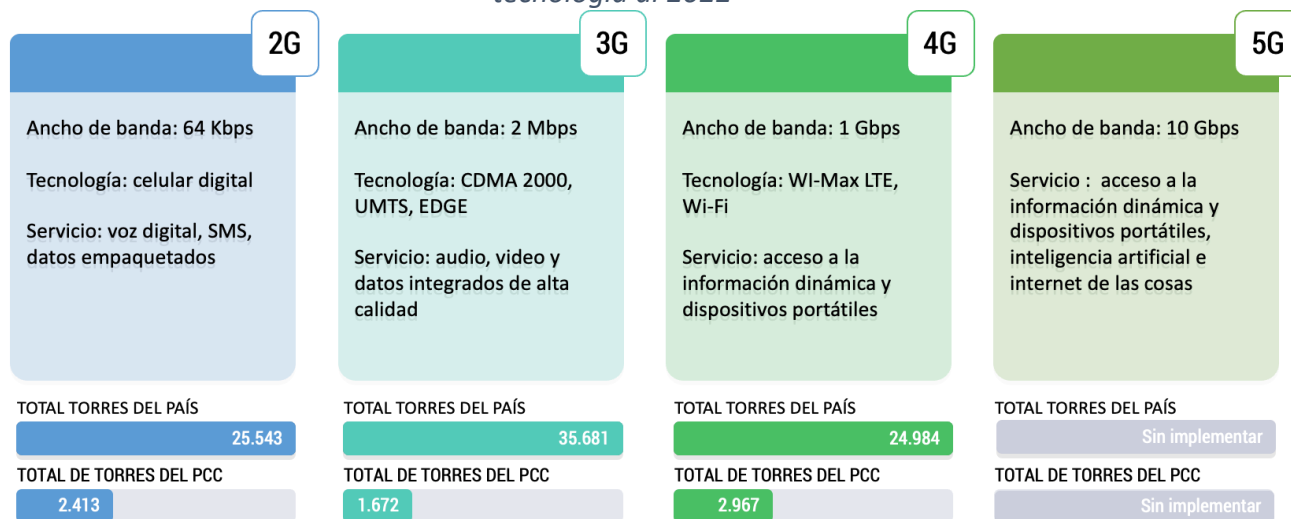 tecnología al 2022
2G
Ancho de banda: 64 Kbps
Tecnología: celular digital
Servicio: voz digital, SMS,
datos empaquetados
TOTAL TORRES DEL PAÍS
25.543
TOTAL DE TORRES DEL PCC
2.413
3G
Ancho de banda: 2 Mbps
Tecnología: CDMA 2000,
UMTS, EDGE
Servicio: audio, video y
datos integrados de alta
calidad
TOTAL TORRES DEL PAÍS
35.681
TOTAL DE TORRES DEL PCC
1.672
4G
Ancho de banda: 1 Gbps
Tecnología: WI-Max LTE,
Wi-Fi
Servicio: acceso a la
información dinámica y
dispositivos portátiles
TOTAL TORRES DEL PAÍS
24.984
TOTAL DE TORRES DEL PCC
2.967
5G
Ancho de banda: 10 Gbps
Servicio : acceso a la
información dinámica y
dispositivos portátiles,
inteligencia artificial e
internet de las cosas
TOTAL TORRES DEL PAÍS
Sin implementar
TOTAL DE TORRES DEL PCC
Sin implementar